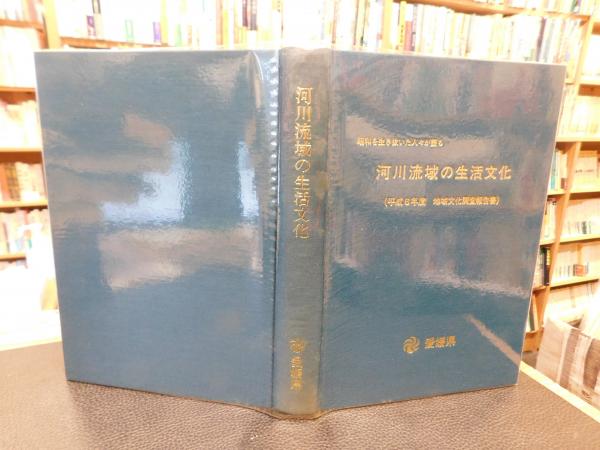 河川流域の生活文化
愛媛県
昭和を生き抜いた人々が語る
河川流域の生活文化
(平成6年度 地域文化調査報告書)
愛媛県